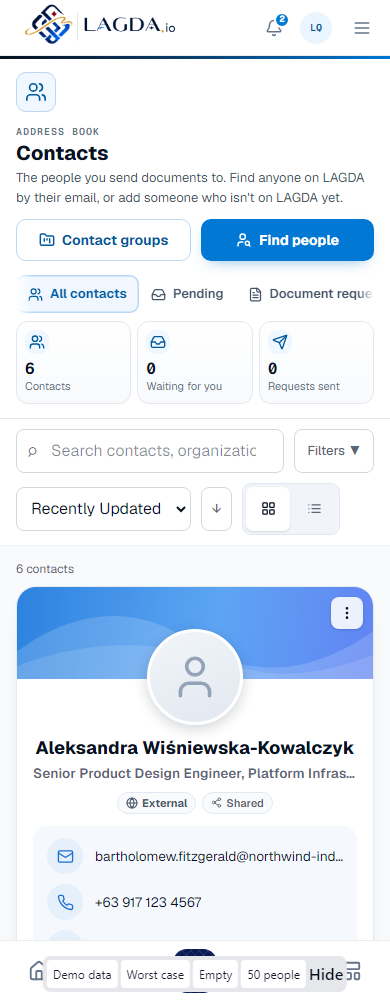 LAGDA.io
2
LQ
ADDRESS BOOK
Contacts
The people you send documents to. Find anyone on LAGDA
by their email, or add someone who isn't on LAGDA yet.
Contact groups
Find people
All contacts
Pending
Document reque
6
Contacts
0
Waiting for you
0
Requests sent
Search contacts, organizatic
Filters ▼
Recently Updated
6 contacts
Aleksandra Wiśniewska-Kowalczyk
Senior Product Design Engineer, Platform Infras...
External
Shared
bartholomew.fitzgerald@northwind-ind...
+63 917 123 4567
Demo data
Worst case
Empty
50 people
Hide